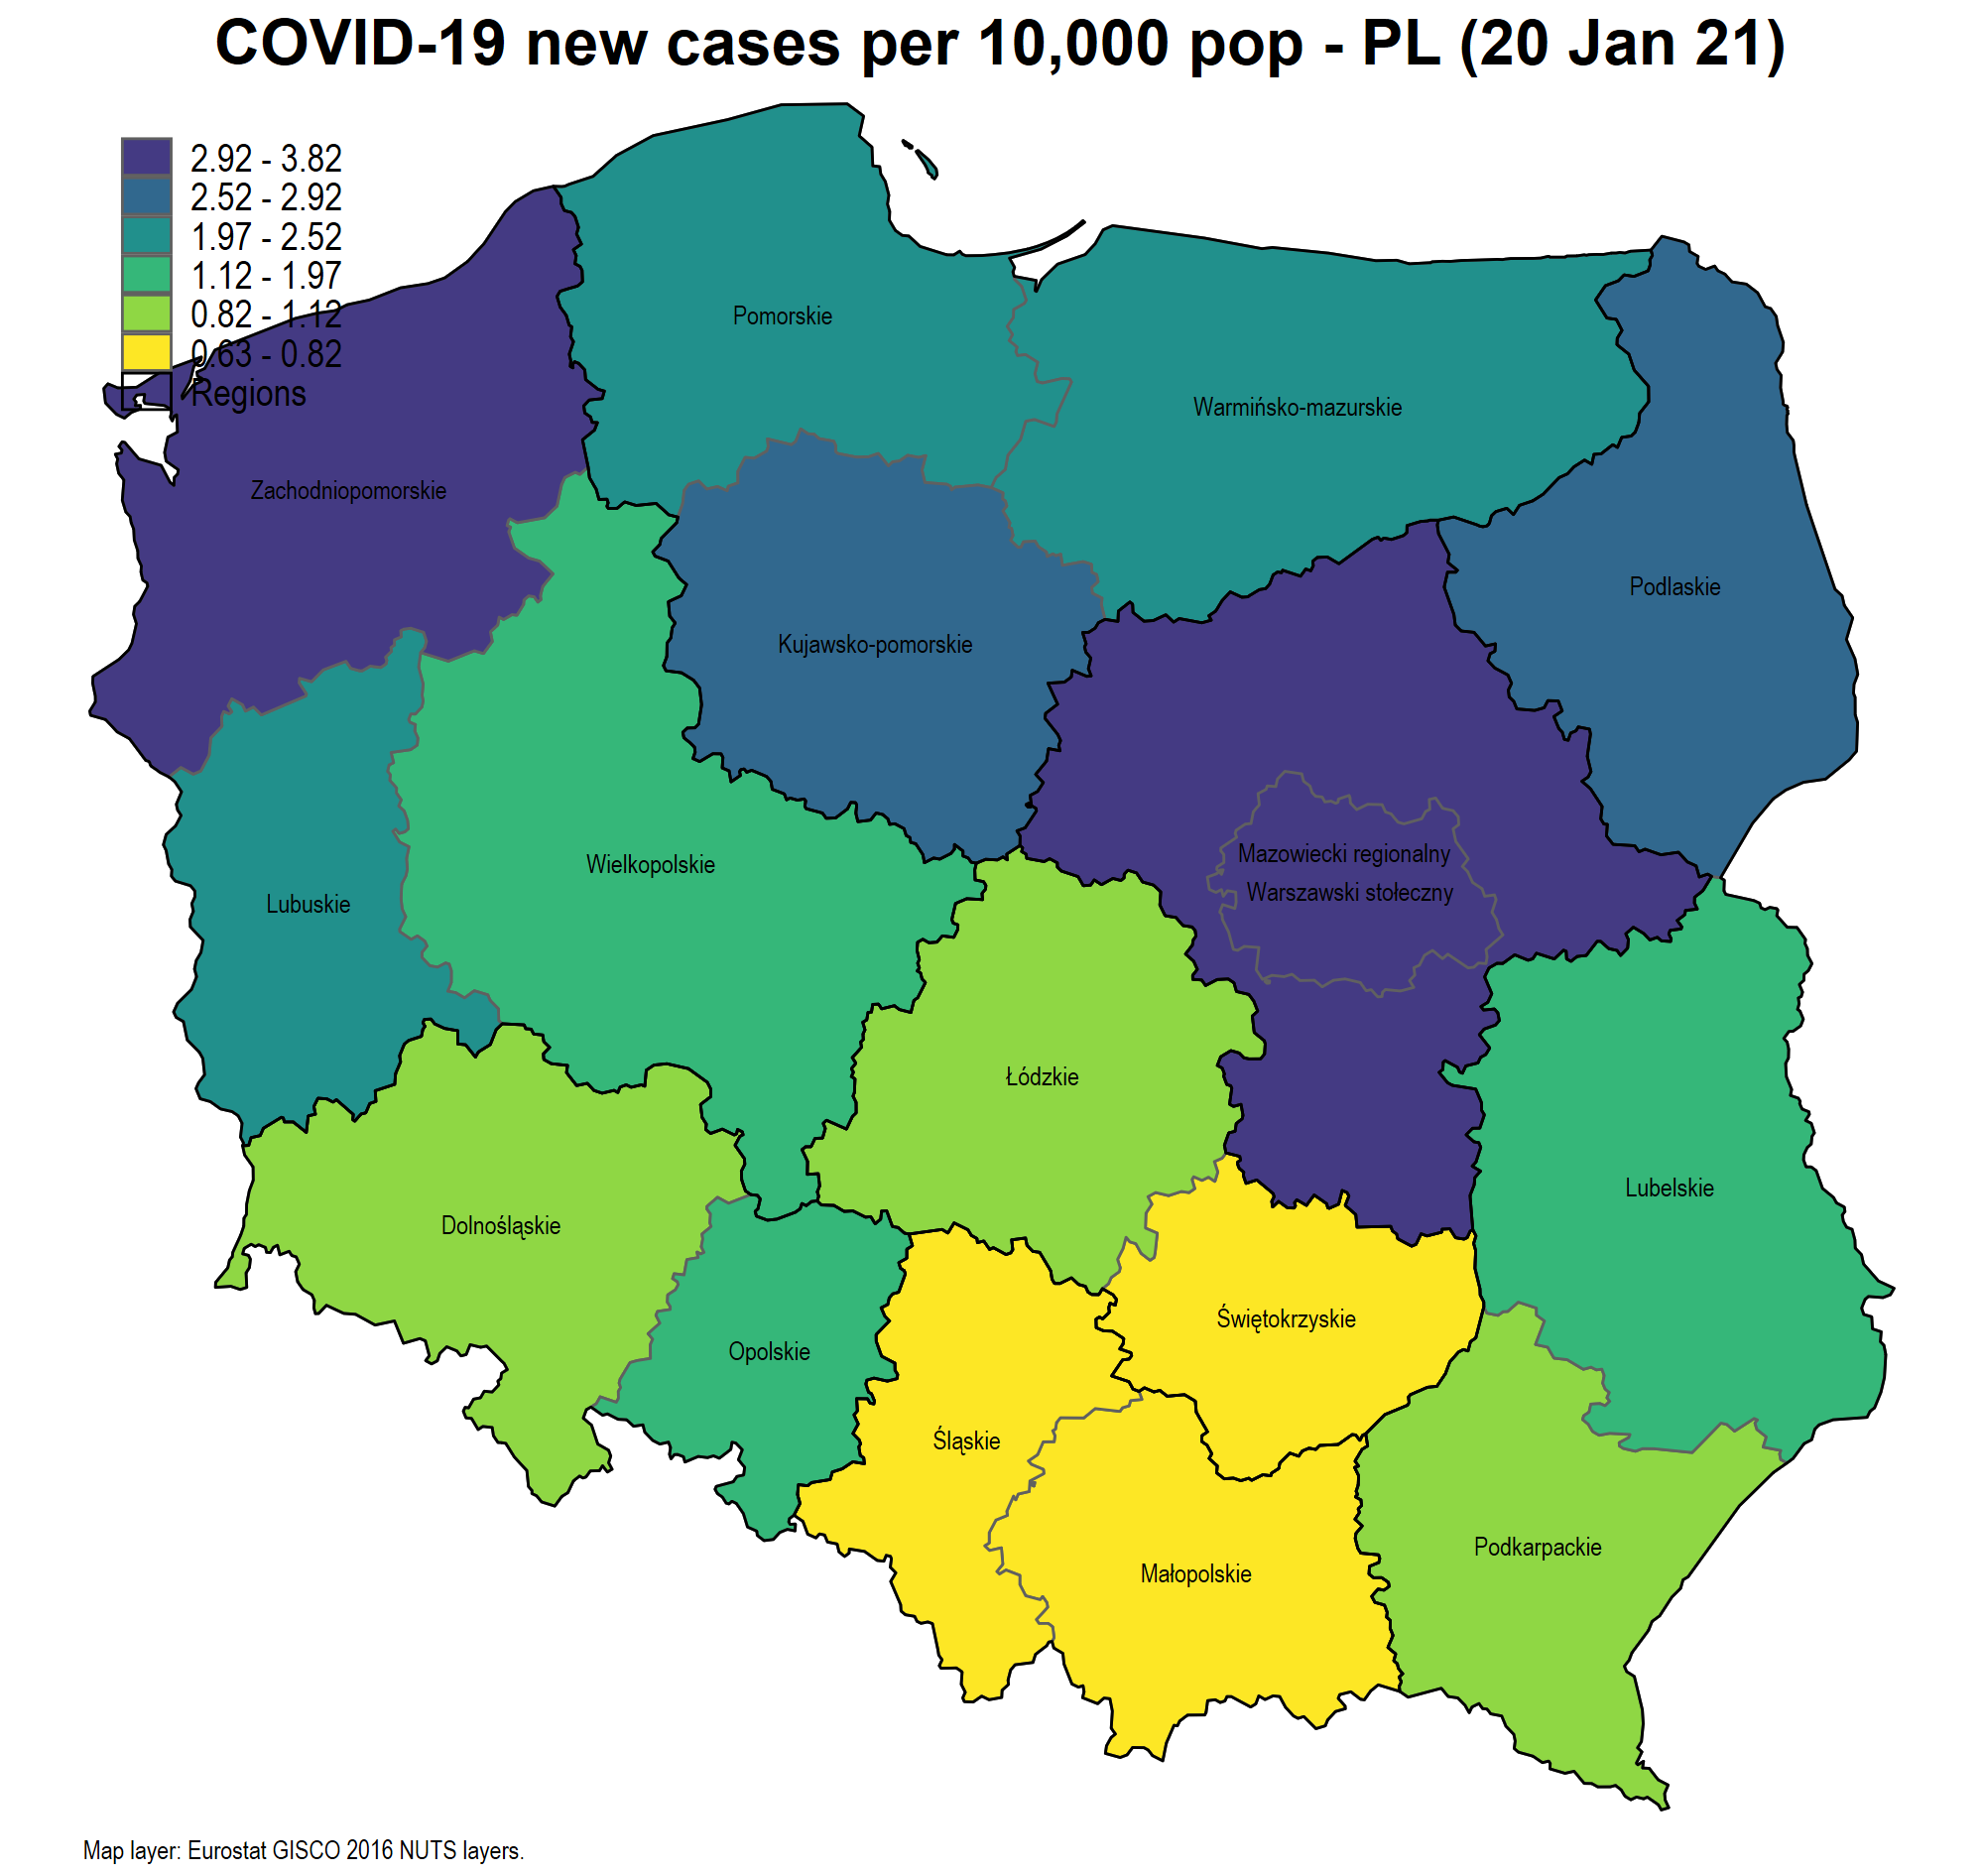 COVID-19 new cases per 10,000 pop - PL (20 Jan 21)
2.92 - 3.82
2.52 - 2.92
1.97 - 2.52
1.12 - 1.97
0.82 - 1.12
0.63 - 0.82
Regions
Pomorskie
Warmińsko-mazurskie
Zachodniopomorskie
Podlaskie
Kujawsko-pomorskie
Mazowiecki regionalny
Wielkopolskie
Warszawski stołeczny
Lubuskie
Łódzkie
Lubelskie
Dolnośląskie
Świętokrzyskie
Opolskie
Śląskie
Podkarpackie
Małopolskie
Map layer: Eurostat GISCO 2016 NUTS layers.